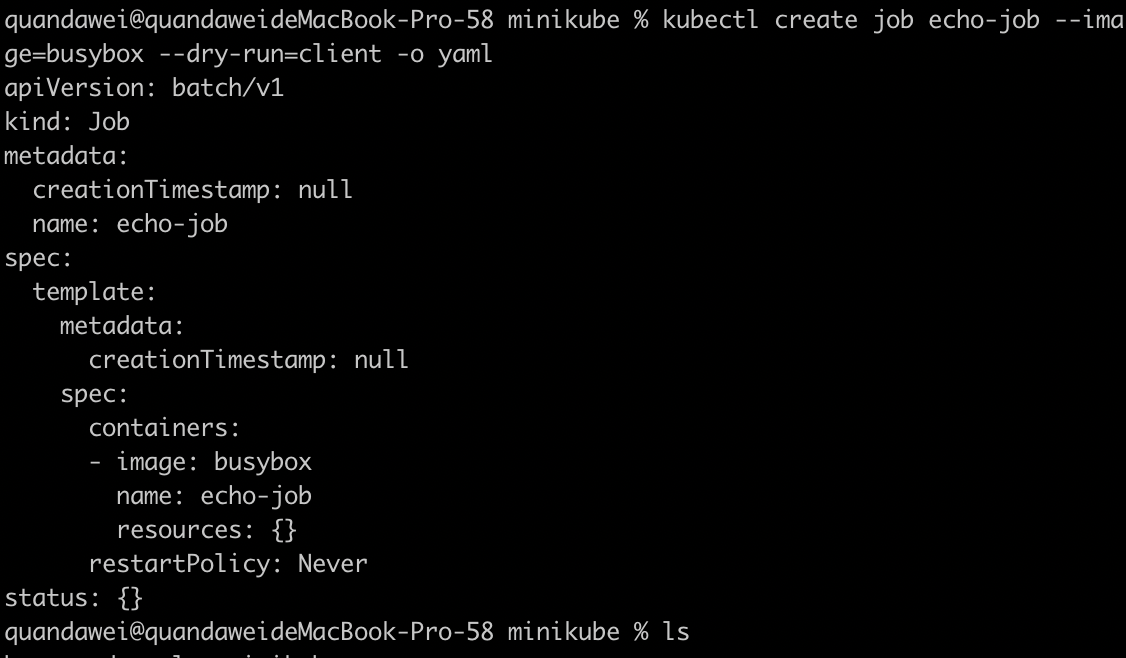 quandawei@quandaweideMacBook-Pro-58 minikube % kubectl create job echo-job --ima
ge=busybox --dry-run=client -o yaml
apiVersion: batch/v1
kind: Job
metadata:
  creationTimestamp: null
  name: echo-job
spec:
  template:
    metadata:
      creationTimestamp: null
    spec:
      containers:
      - image: busybox
        name: echo-job
        resources: {}
      restartPolicy: Never
status: {}
quandawei@quandaweideMacBook-Pro-58 minikube % ls